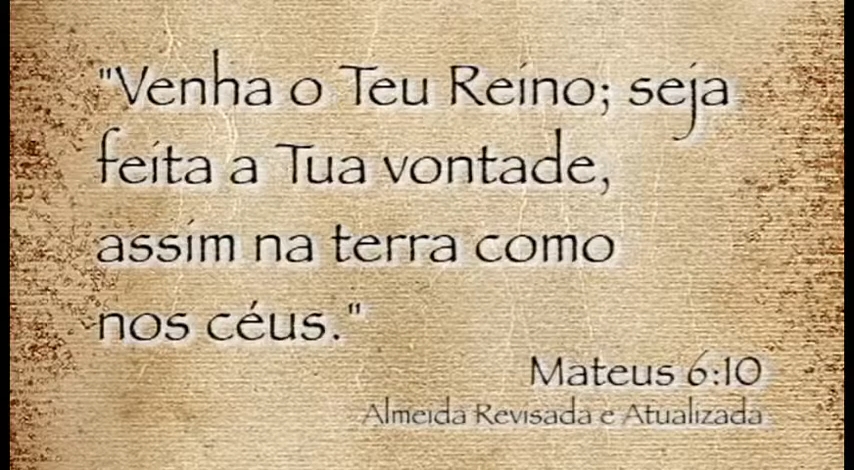 "Venha o Teu Reino; seja
feita a Tua vontade,
assim na terra como
nos céus."
Mateus 6:10
Almeida Revisada e Atualizada